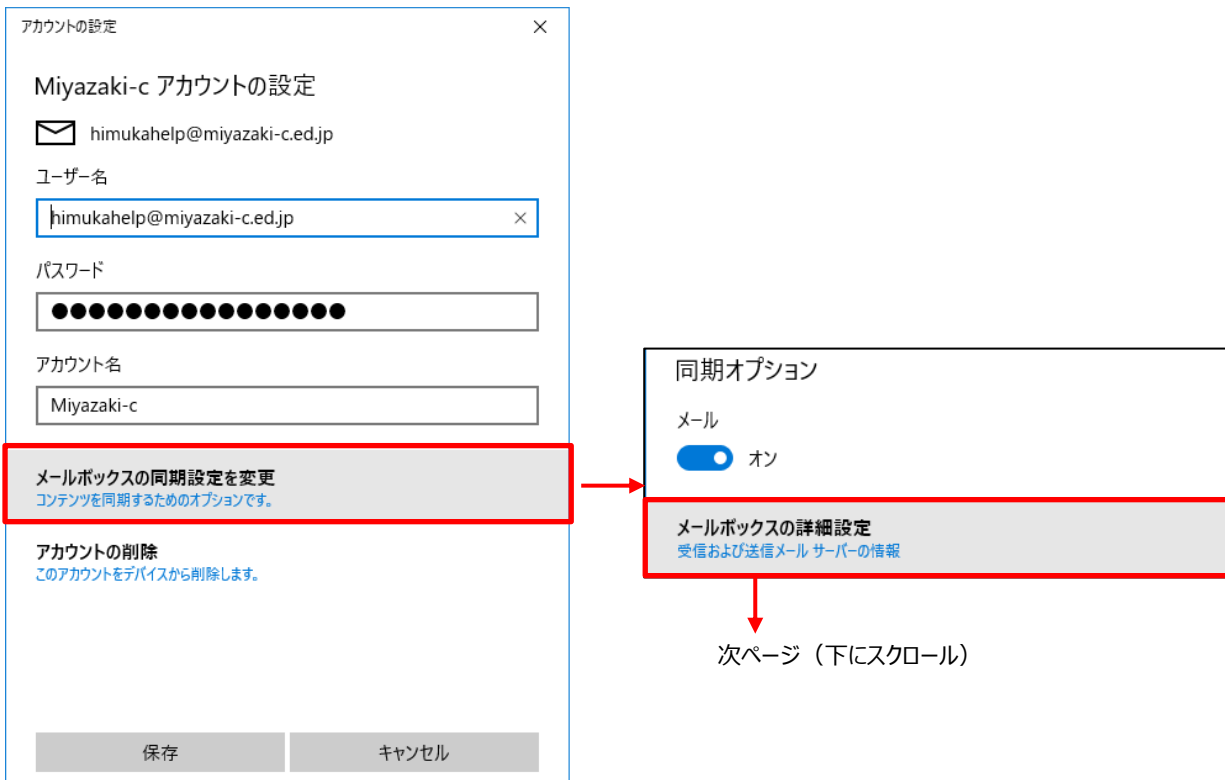 アカウントの設定
Miyazaki-c アカウントの設定
himukahelp@miyazaki-c.ed.jp
ユーザー名
himukahelp@miyazaki-c.ed.jp
パスワード
●●●●●●●●●●●●●●●●
アカウント名
Miyazaki-c
メールボックスの同期設定を変更
コンテンツを同期するためのオプションです。
アカウントの削除
このアカウントをデバイスから削除します。
保存
キャンセル
同期オプション
メール
オン
メールボックスの詳細設定
受信および送信メール サーバーの情報
次ページ（下にスクロール）